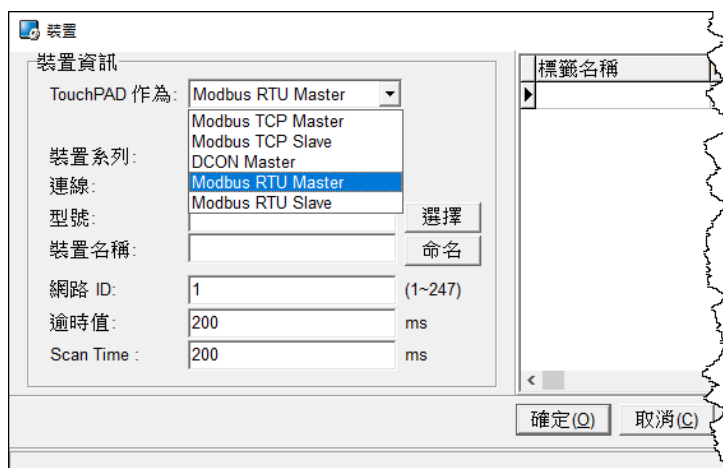 裝置
裝置資訊
TouchPAD 作為: Modbus RTU Master
Modbus TCP Master
Modbus TCP Slave
DCON Master
Modbus RTU Master
Modbus RTU Slave
裝置系列:
連線:
型號: 選擇
裝置名稱: 命名
網路 ID: 1 (1~247)
逾時值: 200 ms
Scan Time : 200 ms
標籤名稱
確定(O) 取消(C)